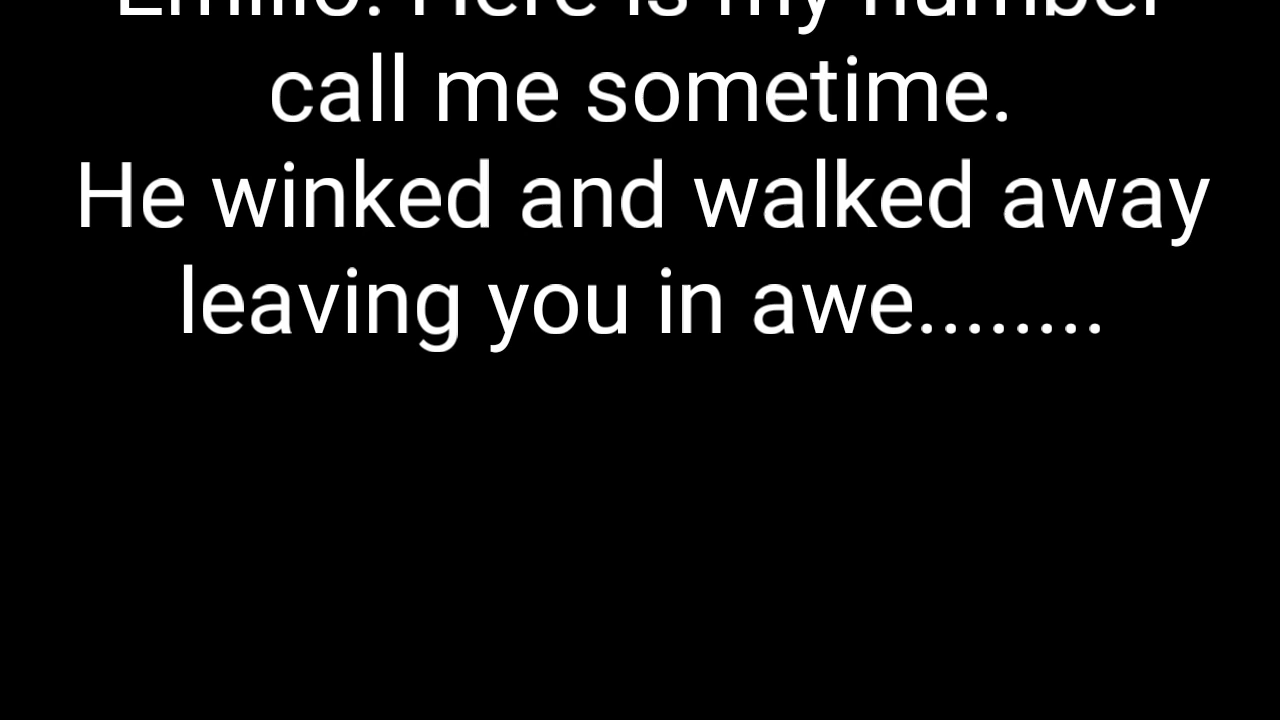 Emilio: Here is my number
call me sometime.
He winked and walked away
leaving you in awe........